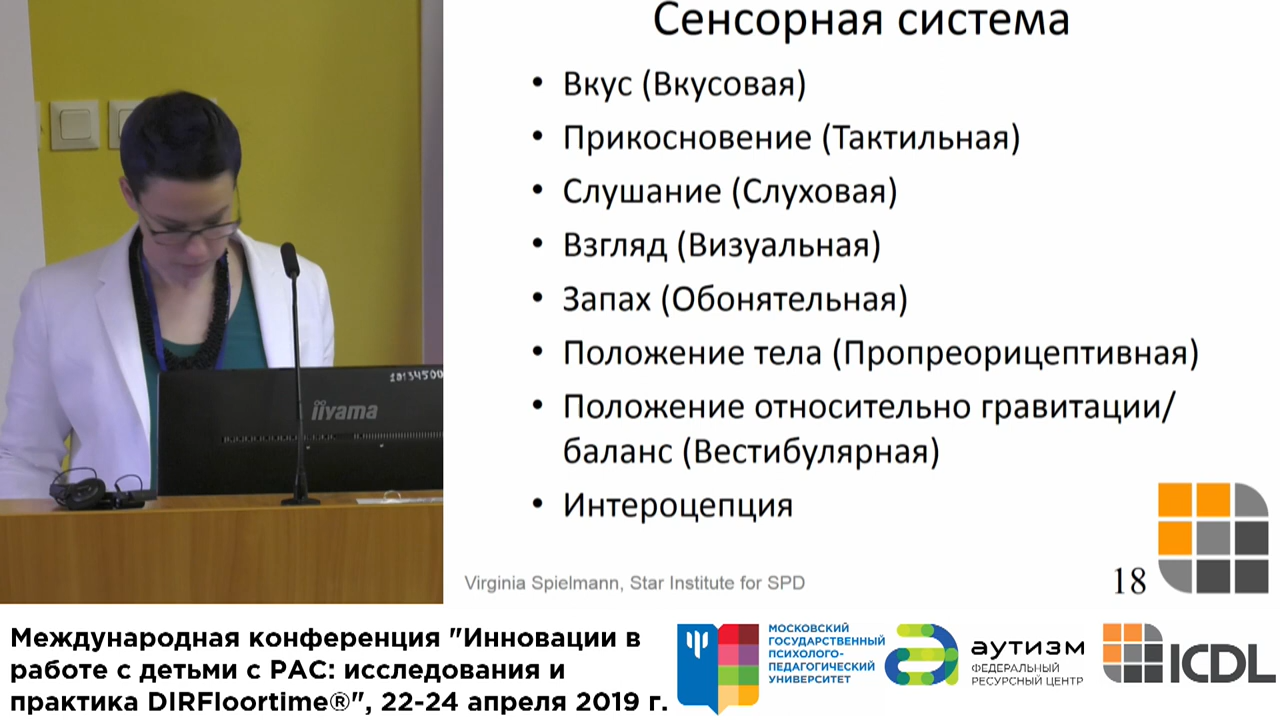 Сенсорная система
• Вкус (Вкусовая)
• Прикосновение (Тактильная)
• Слушание (Слуховая)
• Взгляд (Визуальная)
• Запах (Обонятельная)
• Положение тела (Пропреорицептивная)
• Положение относительно гравитации/
баланс (Вестибулярная)
• Интероцепция
Virginia Spielmann, Star Institute for SPD
18
iiyama
Международная конференция "Инновации в
работе с детьми с РАС: исследования и
практика DIRFloortime®", 22-24 апреля 2019 г.
МОСКОВСКИЙ
ГОСУДАРСТВЕННЫЙ
ПСИХОЛОГО-
ПЕДАГОГИЧЕСКИЙ
УНИВЕРСИТЕТ
аутизм
ФЕДЕРАЛЬНЫЙ
РЕСУРСНЫЙ ЦЕНТР
ICDL